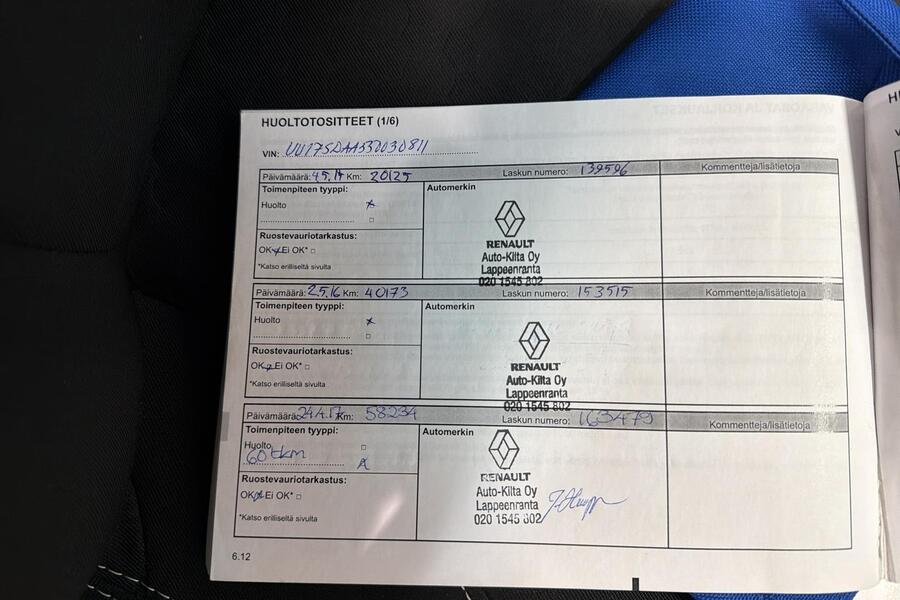 HUOLTOTOSITTEET (1/6)
VIN: UU17SDAA532030811
Päivämäärä: 4.5.17 Km: 20125 Laskun numero: 139596 Kommentteja/lisätietoja
Toimenpiteen tyyppi: Automerkin
Huolto x
Ruostevauriotarkastus:
OK x Ei OK* □
*Katso erilliseltä sivulta
RENAULT
Auto-Kilta Oy
Lappeenranta
020 1545 802
Päivämäärä: 2.5.16 Km: 40173 Laskun numero: 153515 Kommentteja/lisätietoja
Toimenpiteen tyyppi: Automerkin
Huolto x
Ruostevauriotarkastus:
OK x Ei OK* □
*Katso erilliseltä sivulta
RENAULT
Auto-Kilta Oy
Lappeenranta
020 1545 802
Päivämäärä: 24.4.17 Km: 58234 Laskun numero: 163479 Kommentteja/lisätietoja
Toimenpiteen tyyppi: Automerkin
Huolto □
60tkm x
Ruostevauriotarkastus:
OK x Ei OK* □
*Katso erilliseltä sivulta
RENAULT
Auto-Kilta Oy
Lappeenranta
020 1545 802
6.12